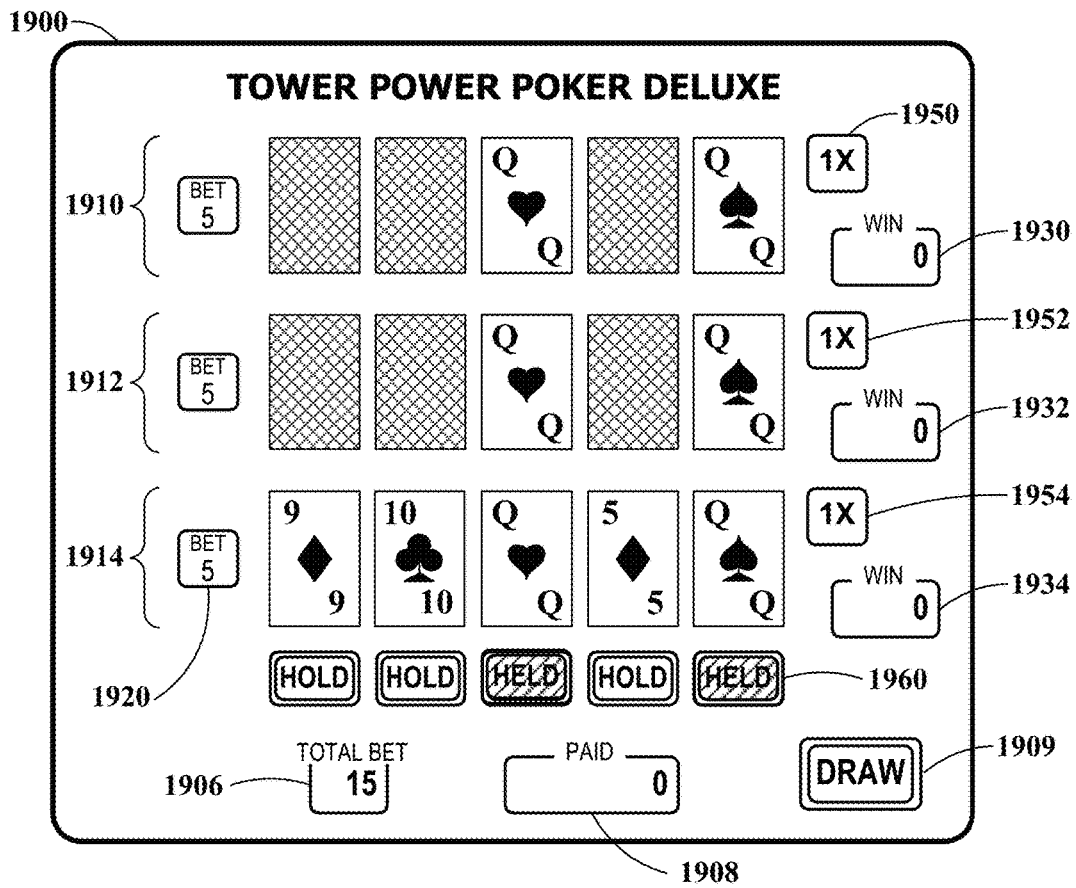 1900
TOWER POWER POKER DELUXE
1950
1910
BET
5
Q
Q
Q
Q
1X
WIN
0
1930
1952
1912
BET
5
Q
Q
Q
Q
1X
WIN
0
1932
1954
1914
BET
5
9
9
10
10
Q
Q
5
5
Q
Q
1X
WIN
0
1934
1920
HOLD
HOLD
HELD
HOLD
HELD
1960
1906
TOTAL BET
15
PAID
0
DRAW
1909
1908